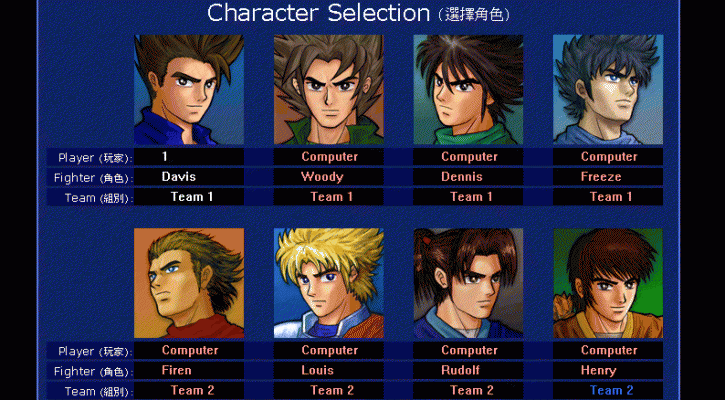 Character Selection (選擇角色)
Player (玩家): 1 Computer Computer Computer
Fighter (角色): Davis Woody Dennis Freeze
Team (組別): Team 1 Team 1 Team 1 Team 1
Player (玩家): Computer Computer Computer Computer
Fighter (角色): Firen Louis Rudolf Henry
Team (組別): Team 2 Team 2 Team 2 Team 2